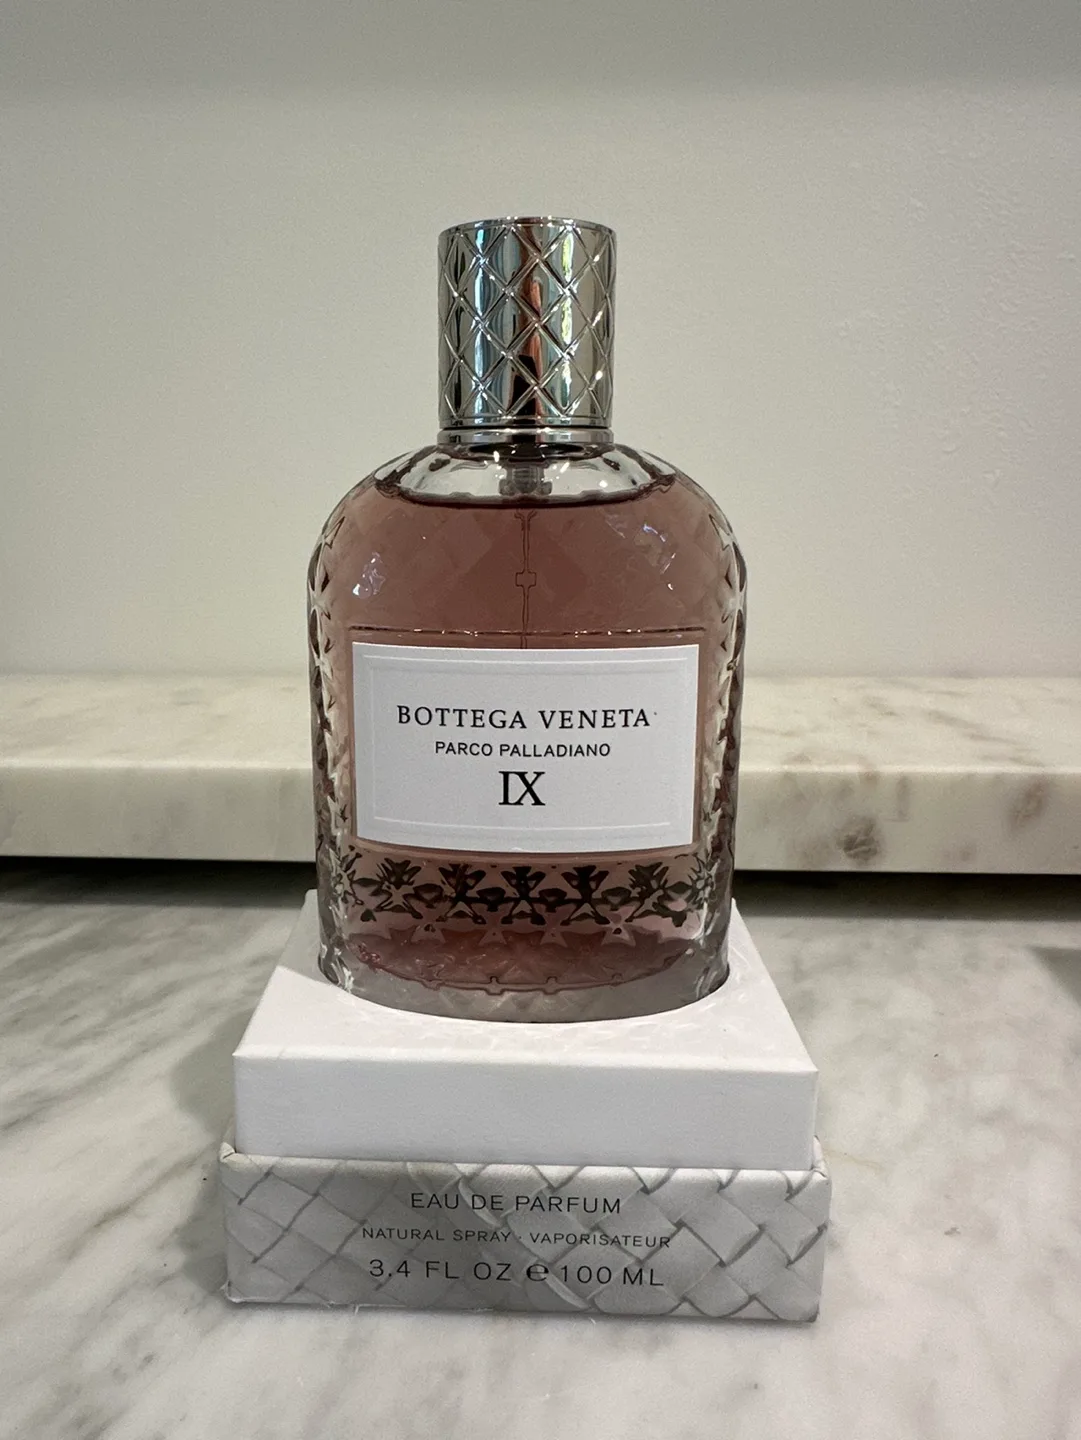 BOTTEGA VENETA
PARCO PALLADIANO
IX
EAU DE PARFUM
NATURAL SPRAY · VAPORISATEUR
3.4 FL OZ ℮ 100 ML